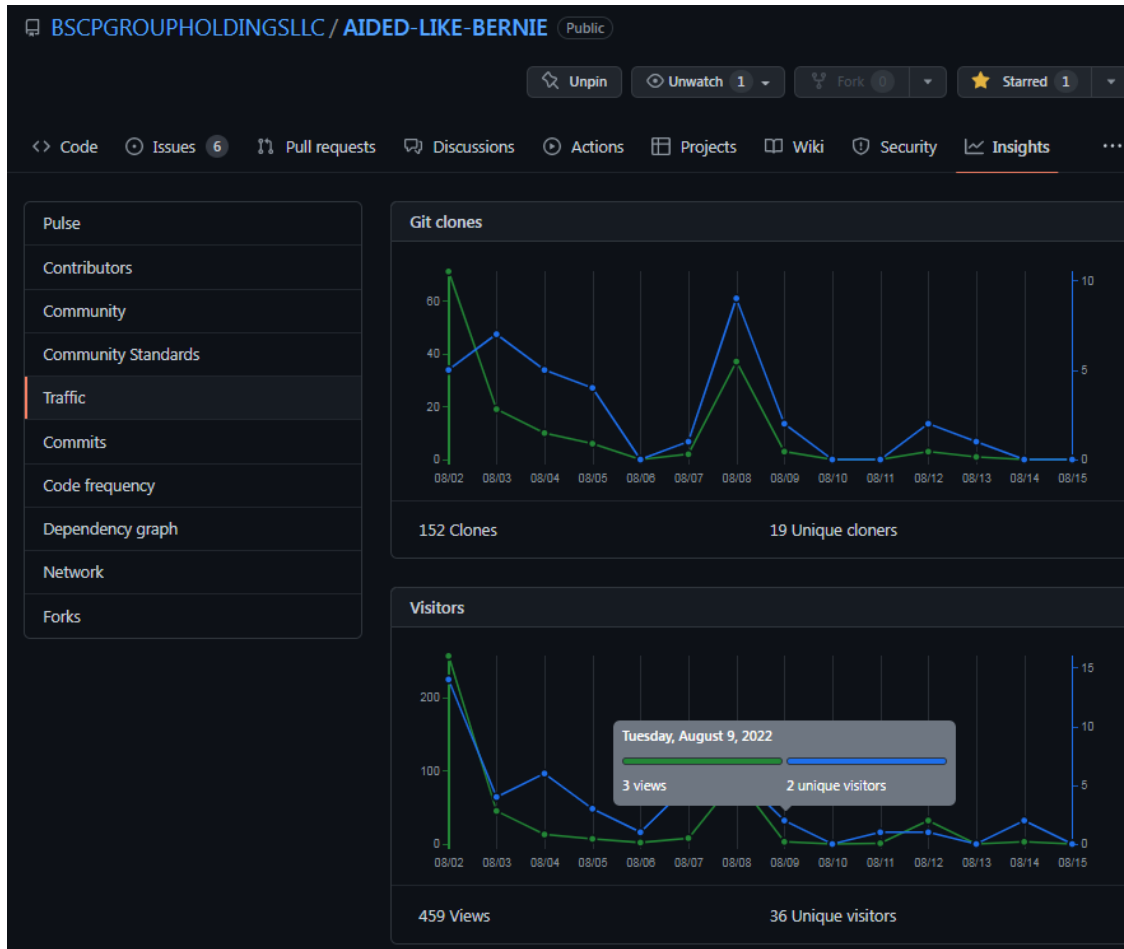 BSCPGROUPHOLDINGSLLC / AIDED-LIKE-BERNIE Public
Unpin Unwatch 1 Fork 0 Starred 1
Code Issues 6 Pull requests Discussions Actions Projects Wiki Security Insights ...
Pulse
Contributors
Community
Community Standards
Traffic
Commits
Code frequency
Dependency graph
Network
Forks
Git clones
60 10
40
5
20
0 0
08/02 08/03 08/04 08/05 08/06 08/07 08/08 08/09 08/10 08/11 08/12 08/13 08/14 08/15
152 Clones 19 Unique cloners
Visitors
15
200
10
Tuesday, August 9, 2022
100
3 views 2 unique visitors 5
0 0
08/02 08/03 08/04 08/05 08/06 08/07 08/08 08/09 08/10 08/11 08/12 08/13 08/14 08/15
459 Views 36 Unique visitors